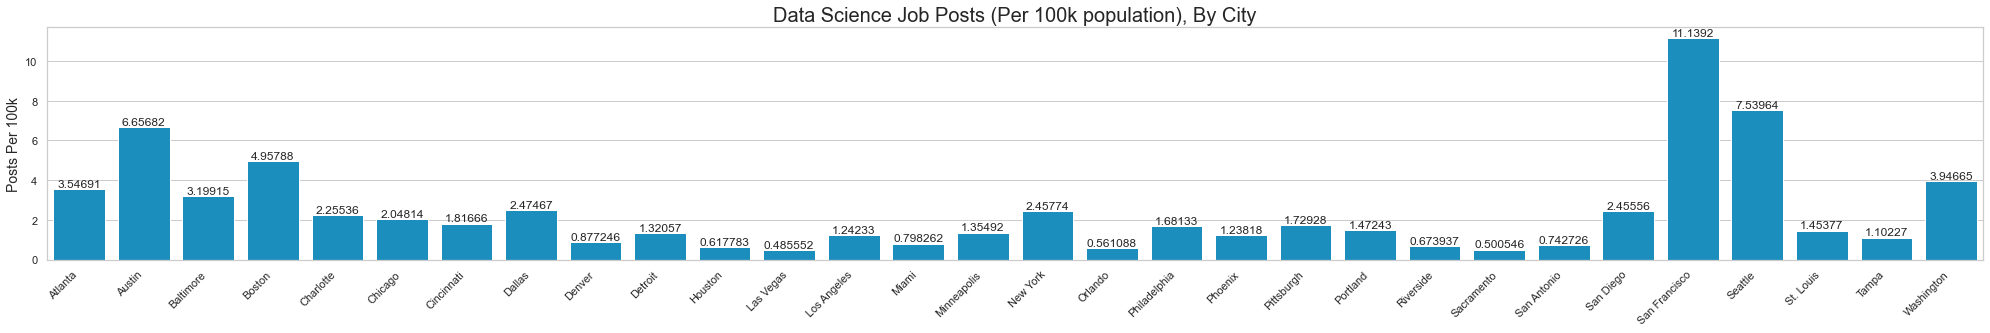 Data Science Job Posts (Per 100k population), By City
Posts Per 100k
10
8
6
4
2
0
3.54691
6.65682
3.19915
4.95788
2.25536
2.04814
1.81666
2.47467
0.877246
1.32057
0.617783
0.485552
1.24233
0.798262
1.35492
2.45774
0.561088
1.68133
1.23818
1.72928
1.47243
0.673937
0.500546
0.742726
2.45556
11.1392
7.53964
1.45377
1.10227
3.94665
Atlanta
Austin
Baltimore
Boston
Charlotte
Chicago
Cincinnati
Dallas
Denver
Detroit
Houston
Las Vegas
Los Angeles
Miami
Minneapolis
New York
Orlando
Philadelphia
Phoenix
Pittsburgh
Portland
Riverside
Sacramento
San Antonio
San Diego
San Francisco
Seattle
St. Louis
Tampa
Washington